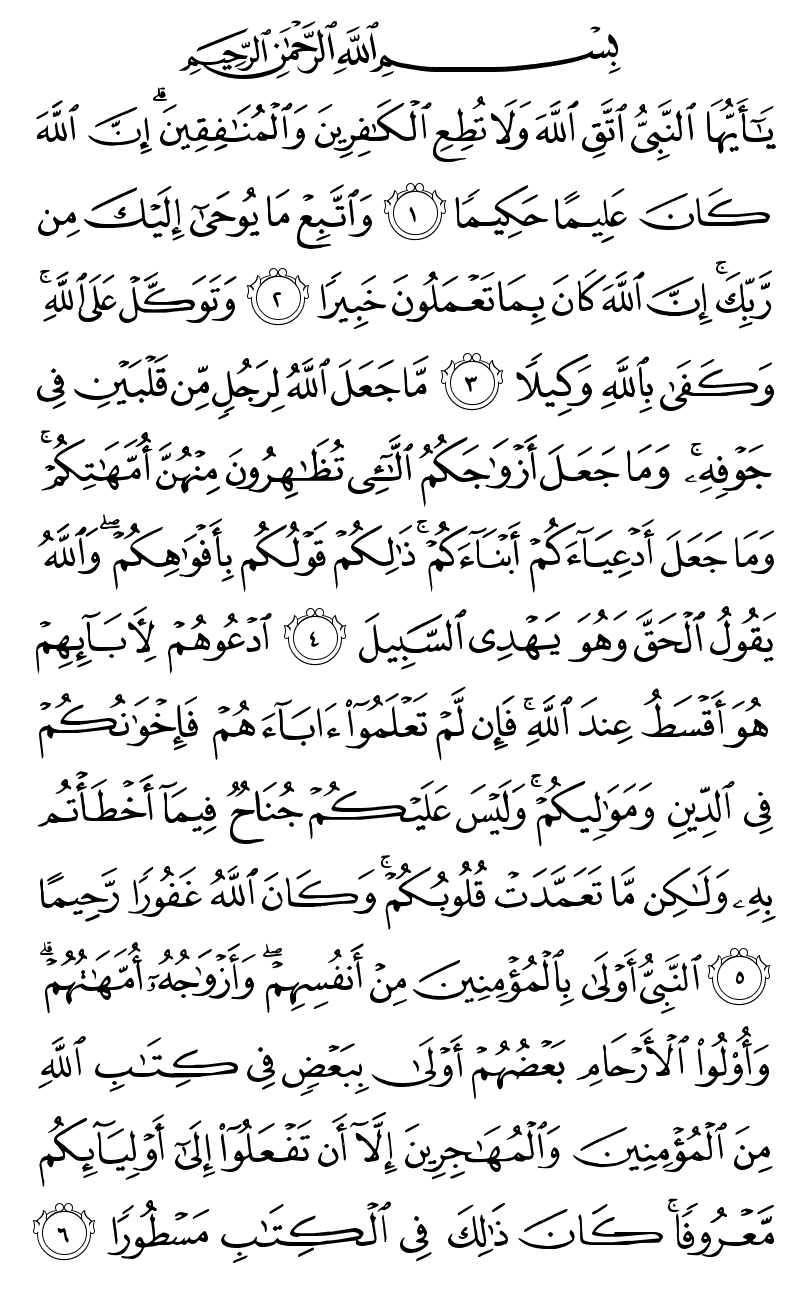 بِسْمِ ٱللَّهِ ٱلرَّحْمَٰنِ ٱلرَّحِيمِ
يَٰٓأَيُّهَا ٱلنَّبِىُّ ٱتَّقِ ٱللَّهَ وَلَا تُطِعِ ٱلْكَٰفِرِينَ وَٱلْمُنَٰفِقِينَ ۗ إِنَّ ٱللَّهَ
كَانَ عَلِيمًا حَكِيمًا ١ وَٱتَّبِعْ مَا يُوحَىٰٓ إِلَيْكَ مِن
رَّبِّكَ ۚ إِنَّ ٱللَّهَ كَانَ بِمَا تَعْمَلُونَ خَبِيرًا ٢ وَتَوَكَّلْ عَلَى ٱللَّهِ ۚ
وَكَفَىٰ بِٱللَّهِ وَكِيلًا ٣ مَّا جَعَلَ ٱللَّهُ لِرَجُلٍ مِّن قَلْبَيْنِ فِى
جَوْفِهِۦ ۚ وَمَا جَعَلَ أَزْوَٰجَكُمُ ٱلَّٰٓـِٔى تُظَٰهِرُونَ مِنْهُنَّ أُمَّهَٰتِكُمْ ۚ
وَمَا جَعَلَ أَدْعِيَآءَكُمْ أَبْنَآءَكُمْ ۚ ذَٰلِكُمْ قَوْلُكُم بِأَفْوَٰهِكُمْ ۖ وَٱللَّهُ
يَقُولُ ٱلْحَقَّ وَهُوَ يَهْدِى ٱلسَّبِيلَ ٤ ٱدْعُوهُمْ لِـَٔابَآئِهِمْ
هُوَ أَقْسَطُ عِندَ ٱللَّهِ ۚ فَإِن لَّمْ تَعْلَمُوٓا۟ ءَابَآءَهُمْ فَإِخْوَٰنُكُمْ
فِى ٱلدِّينِ وَمَوَٰلِيكُمْ ۚ وَلَيْسَ عَلَيْكُمْ جُنَاحٌ فِيمَآ أَخْطَأْتُم
بِهِۦ وَلَٰكِن مَّا تَعَمَّدَتْ قُلُوبُكُمْ ۚ وَكَانَ ٱللَّهُ غَفُورًا رَّحِيمًا
٥ ٱلنَّبِىُّ أَوْلَىٰ بِٱلْمُؤْمِنِينَ مِنْ أَنفُسِهِمْ ۖ وَأَزْوَٰجُهُۥٓ أُمَّهَٰتُهُمْ ۗ
وَأُو۟لُوا۟ ٱلْأَرْحَامِ بَعْضُهُمْ أَوْلَىٰ بِبَعْضٍ فِى كِتَٰبِ ٱللَّهِ
مِنَ ٱلْمُؤْمِنِينَ وَٱلْمُهَٰجِرِينَ إِلَّآ أَن تَفْعَلُوٓا۟ إِلَىٰٓ أَوْلِيَآئِكُم
مَّعْرُوفًا ۚ كَانَ ذَٰلِكَ فِى ٱلْكِتَٰبِ مَسْطُورًا ٦